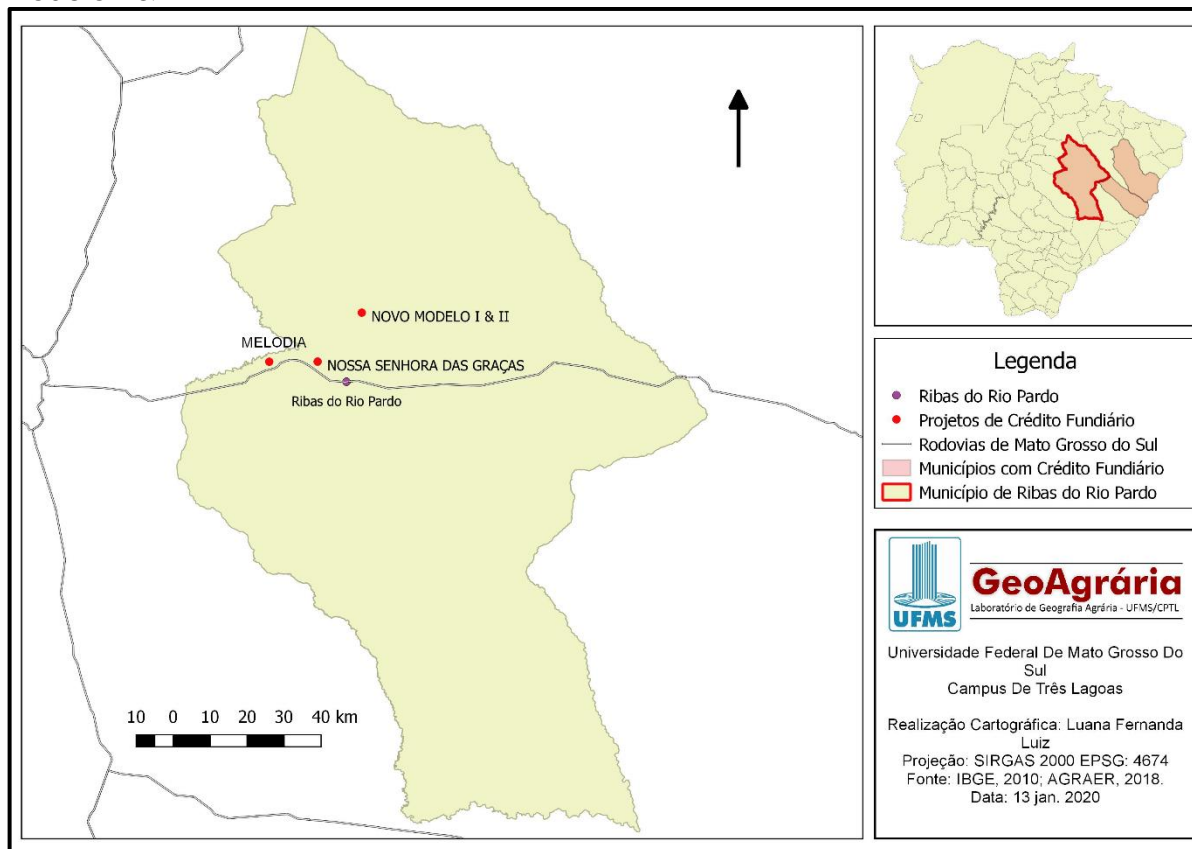 NOVO MODELO I & II
MELODIA
NOSSA SENHORA DAS GRAÇAS
Ribas do Rio Pardo
10 0 10 20 30 40 km
Legenda
Ribas do Rio Pardo
Projetos de Crédito Fundiário
Rodovias de Mato Grosso do Sul
Municípios com Crédito Fundiário
Município de Ribas do Rio Pardo
UFMS
GeoAgrária
Laboratório de Geografia Agrária - UFMS/CPTL
Universidade Federal De Mato Grosso Do
Sul
Campus De Três Lagoas
Realização Cartográfica: Luana Fernanda
Luiz
Projeção: SIRGAS 2000 EPSG: 4674
Fonte: IBGE, 2010; AGRAER, 2018.
Data: 13 jan. 2020